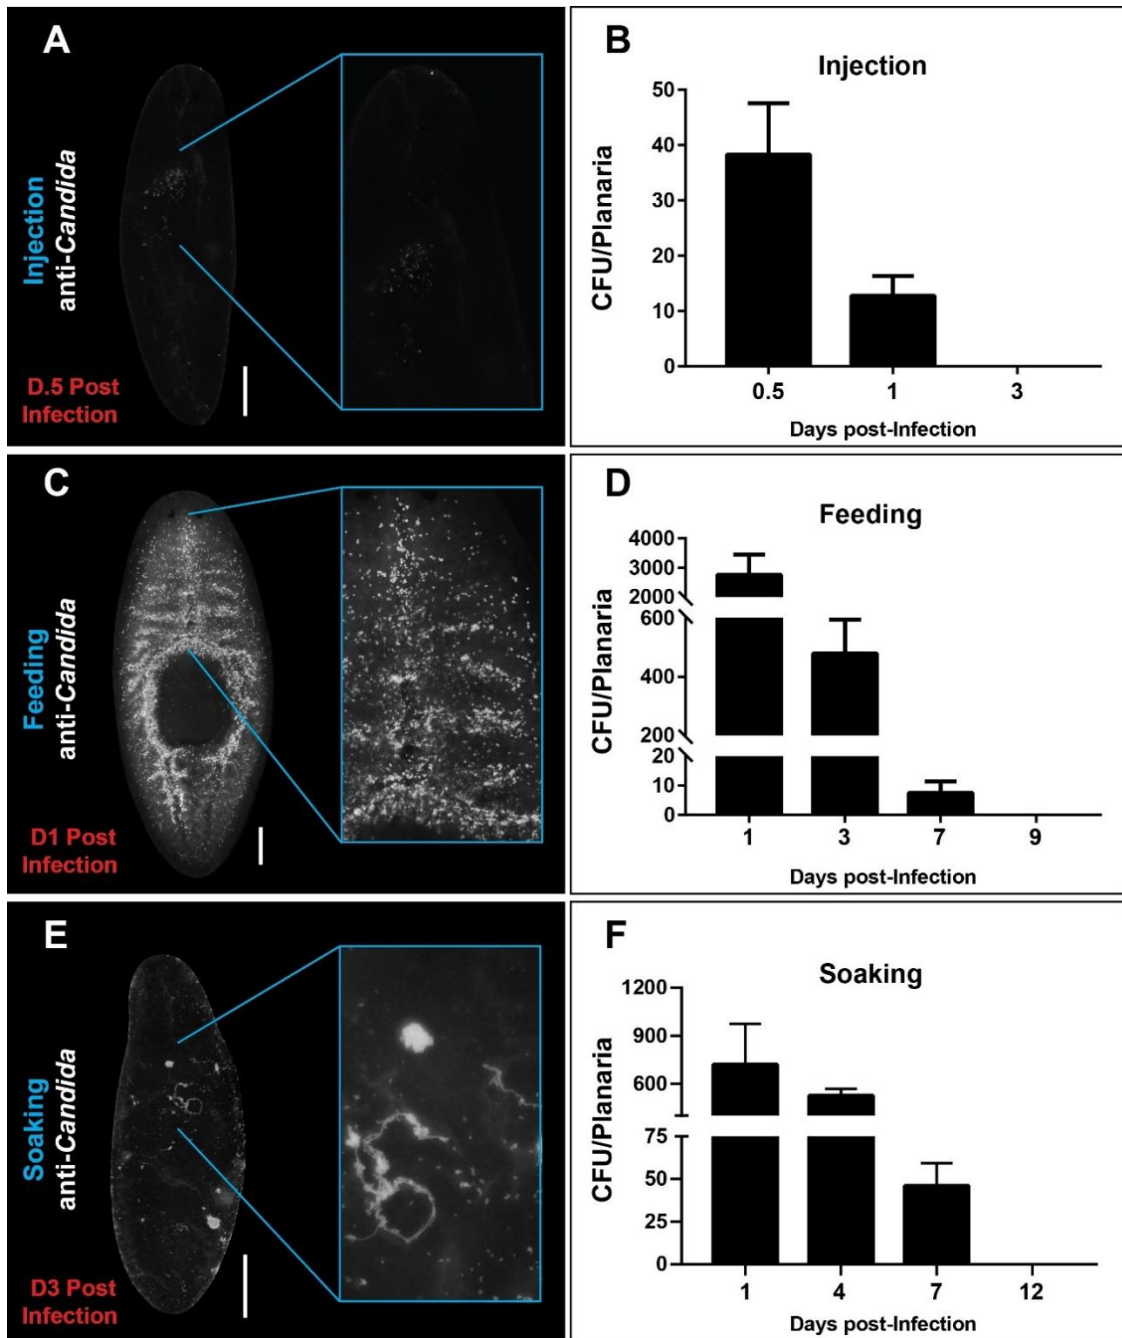 A
Injection
anti-Candida
D.5 Post
Infection
B
Injection
CFU/Planaria
50
40
30
20
10
0
0.5 1 3
Days post-Infection
C
Feeding
anti-Candida
D1 Post
Infection
D
Feeding
CFU/Planaria
4000
3000
2000
600
400
200
20
10
0
1 3 7 9
Days post-Infection
E
Soaking
anti-Candida
D3 Post
Infection
F
Soaking
CFU/Planaria
1200
900
600
75
50
25
0
1 4 7 12
Days post-Infection